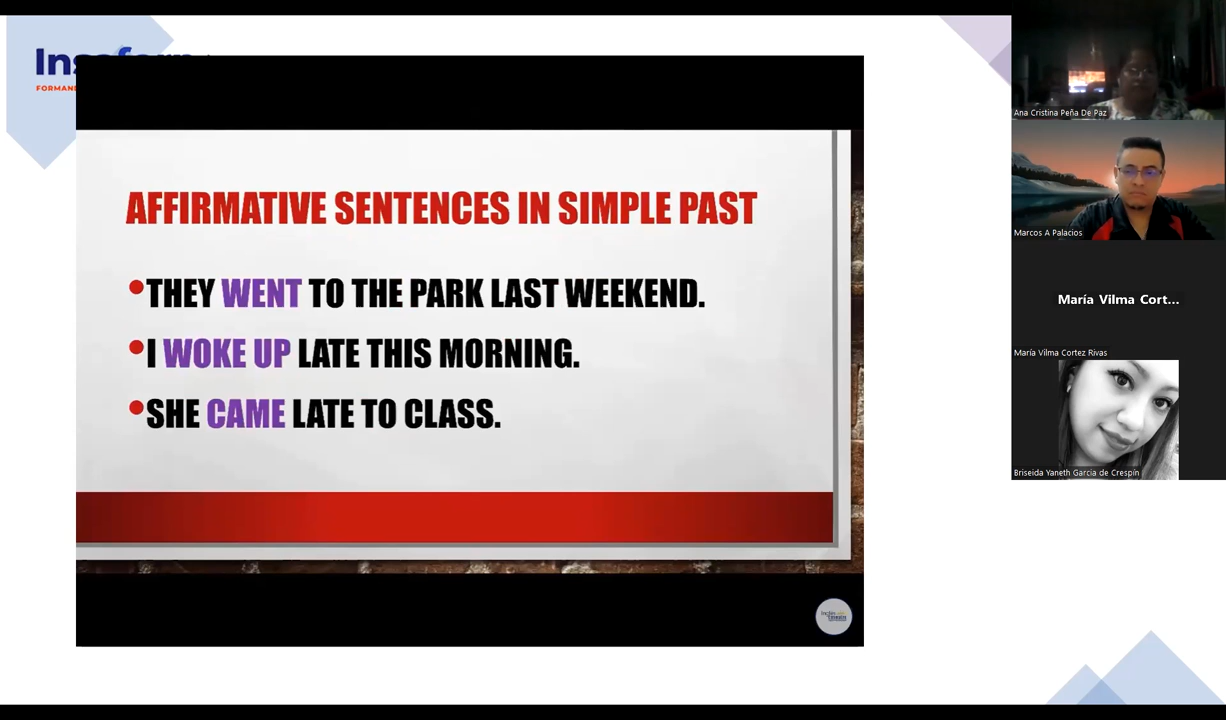 AFFIRMATIVE SENTENCES IN SIMPLE PAST
•THEY WENT TO THE PARK LAST WEEKEND.
•I WOKE UP LATE THIS MORNING.
•SHE CAME LATE TO CLASS.
Ana Cristina Peña De Paz
Marcos A Palacios
María Vilma Cort...
María Vilma Cortez Rivas
Briseida Yaneth Garcia de Crespín